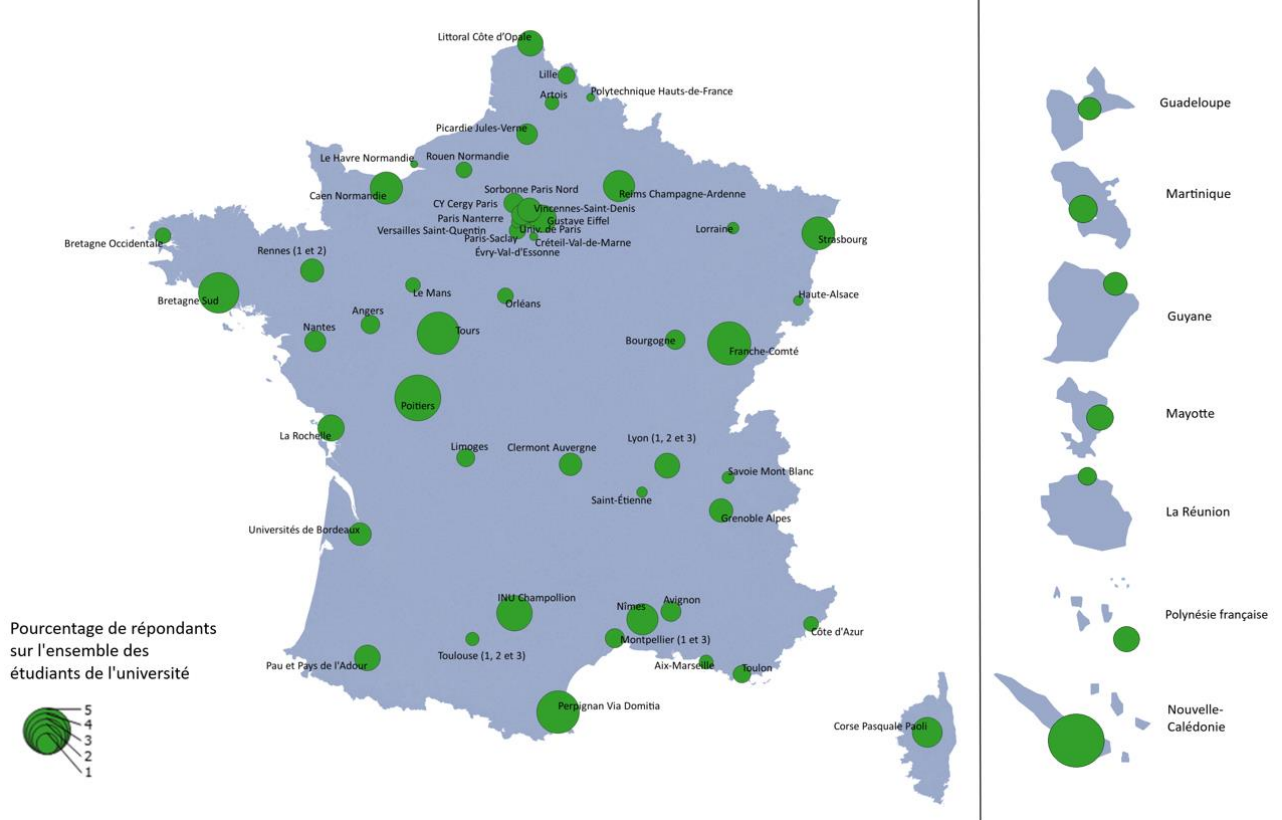 Littoral Côte d'Opale
Lille
Polytechnique Hauts-de-France
Artois
Picardie Jules-Verne
Le Havre Normandie
Rouen Normandie
Caen Normandie
Sorbonne Paris Nord
Reims Champagne-Ardenne
CY Cergy Paris
Vincennes-Saint-Denis
Paris Nanterre
Gustave Eiffel
Versailles Saint-Quentin
Univ. de Paris
Paris-Saclay
Créteil-Val-de-Marne
Évry-Val-d'Essonne
Lorraine
Strasbourg
Bretagne Occidentale
Rennes (1 et 2)
Bretagne Sud
Le Mans
Orléans
Haute-Alsace
Angers
Nantes
Tours
Bourgogne
Franche-Comté
Poitiers
La Rochelle
Limoges
Clermont Auvergne
Lyon (1, 2 et 3)
Savoie Mont Blanc
Saint-Étienne
Grenoble Alpes
Universités de Bordeaux
INU Champollion
Nîmes
Avignon
Côte d'Azur
Montpellier (1 et 3)
Toulouse (1, 2 et 3)
Aix-Marseille
Toulon
Pau et Pays de l'Adour
Perpignan Via Domitia
Corse Pasquale Paoli
Pourcentage de répondants
sur l'ensemble des
étudiants de l'université
5
4
3
2
1
Guadeloupe
Martinique
Guyane
Mayotte
La Réunion
Polynésie française
Nouvelle-
Calédonie